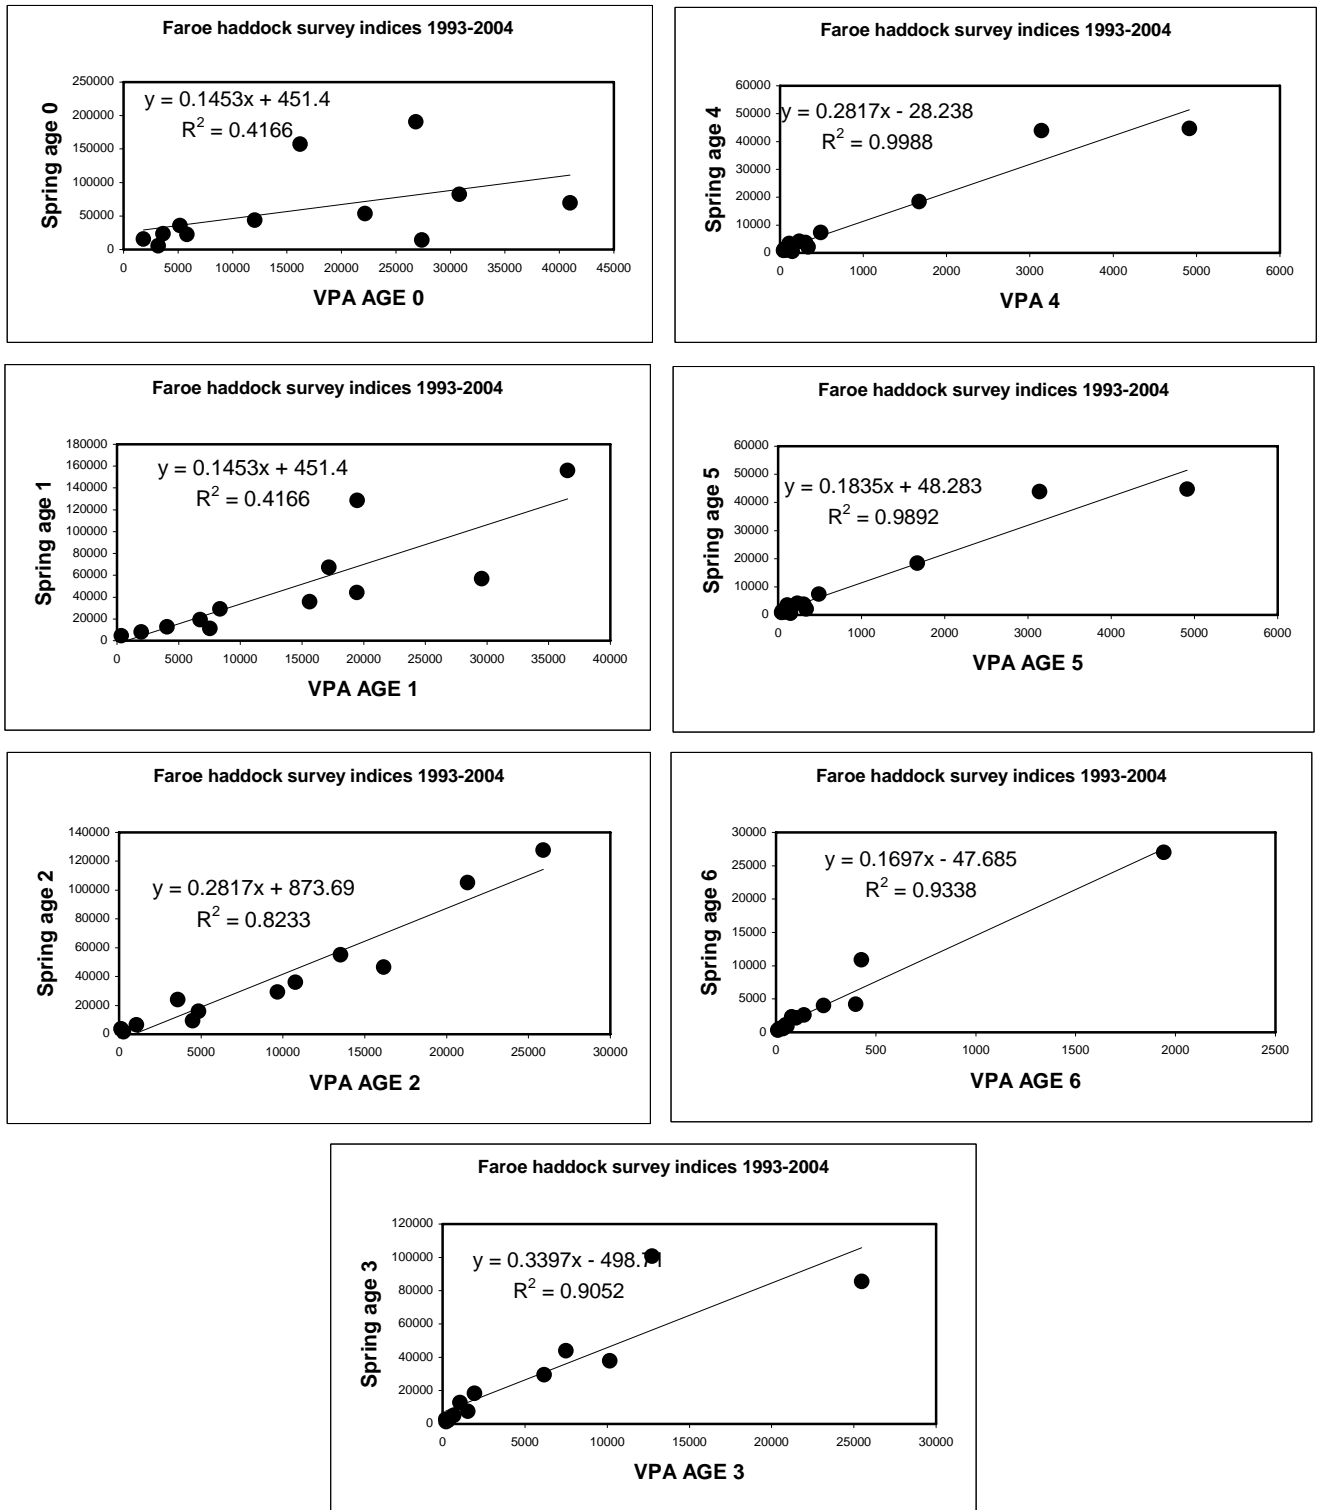 Faroe haddock survey indices 1993-2004
y = 0.1453x + 451.4
R² = 0.4166
250000
200000
150000
100000
50000
0
0 5000 10000 15000 20000 25000 30000 35000 40000 45000
Spring age 0
VPA AGE 0
Faroe haddock survey indices 1993-2004
y = 0.2817x - 28.238
R² = 0.9988
60000
50000
40000
30000
20000
10000
0
0 1000 2000 3000 4000 5000 6000
Spring age 4
VPA 4
Faroe haddock survey indices 1993-2004
y = 0.1453x + 451.4
R² = 0.4166
180000
160000
140000
120000
100000
80000
60000
40000
20000
0
0 5000 10000 15000 20000 25000 30000 35000 40000
Spring age 1
VPA AGE 1
Faroe haddock survey indices 1993-2004
y = 0.1835x + 48.283
R² = 0.9892
60000
50000
40000
30000
20000
10000
0
0 1000 2000 3000 4000 5000 6000
Spring age 5
VPA AGE 5
Faroe haddock survey indices 1993-2004
y = 0.2817x + 873.69
R² = 0.8233
140000
120000
100000
80000
60000
40000
20000
0
0 5000 10000 15000 20000 25000 30000
Spring age 2
VPA AGE 2
Faroe haddock survey indices 1993-2004
y = 0.1697x - 47.685
R² = 0.9338
30000
25000
20000
15000
10000
5000
0
0 500 1000 1500 2000 2500
Spring age 6
VPA AGE 6
Faroe haddock survey indices 1993-2004
y = 0.3397x - 498.71
R² = 0.9052
120000
100000
80000
60000
40000
20000
0
0 5000 10000 15000 20000 25000 30000
Spring age 3
VPA AGE 3